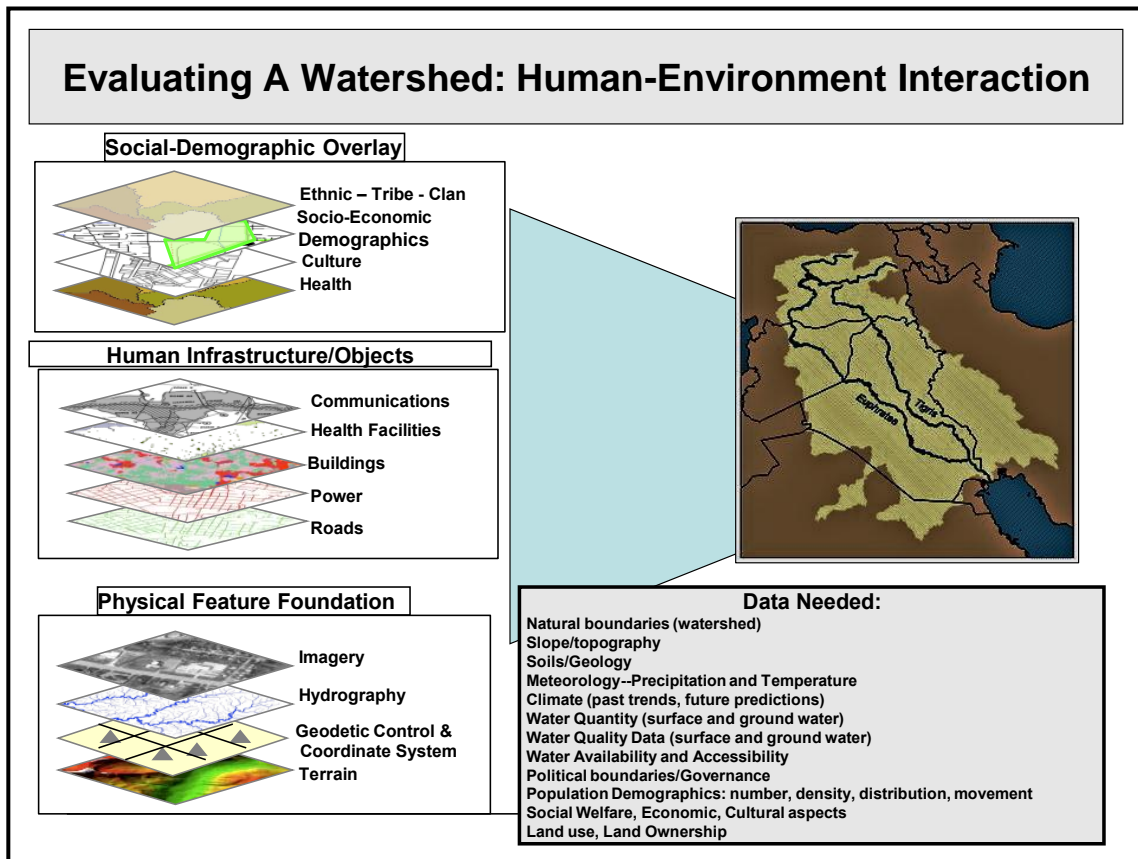 Evaluating A Watershed: Human-Environment Interaction
Social-Demographic Overlay
Ethnic – Tribe - Clan
Socio-Economic
Demographics
Culture
Health
Human Infrastructure/Objects
Communications
Health Facilities
Buildings
Power
Roads
Physical Feature Foundation
Imagery
Hydrography
Geodetic Control &
Coordinate System
Terrain
Euphrates
Tigris
Data Needed:
Natural boundaries (watershed)
Slope/topography
Soils/Geology
Meteorology--Precipitation and Temperature
Climate (past trends, future predictions)
Water Quantity (surface and ground water)
Water Quality Data (surface and ground water)
Water Availability and Accessibility
Political boundaries/Governance
Population Demographics: number, density, distribution, movement
Social Welfare, Economic, Cultural aspects
Land use, Land Ownership